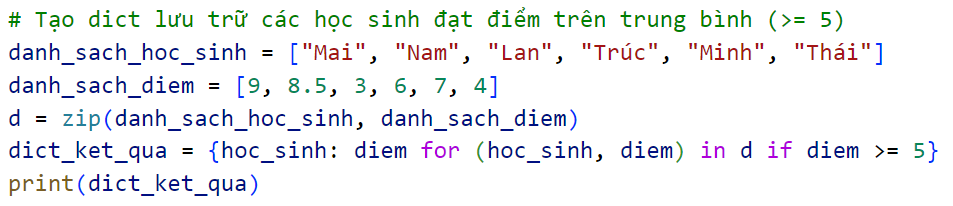 # Tạo dict lưu trữ các học sinh đạt điểm trên trung bình (>= 5)
danh_sach_hoc_sinh = ["Mai", "Nam", "Lan", "Trúc", "Minh", "Thái"]
danh_sach_diem = [9, 8.5, 3, 6, 7, 4]
d = zip(danh_sach_hoc_sinh, danh_sach_diem)
dict_ket_qua = {hoc_sinh: diem for (hoc_sinh, diem) in d if diem >= 5}
print(dict_ket_qua)